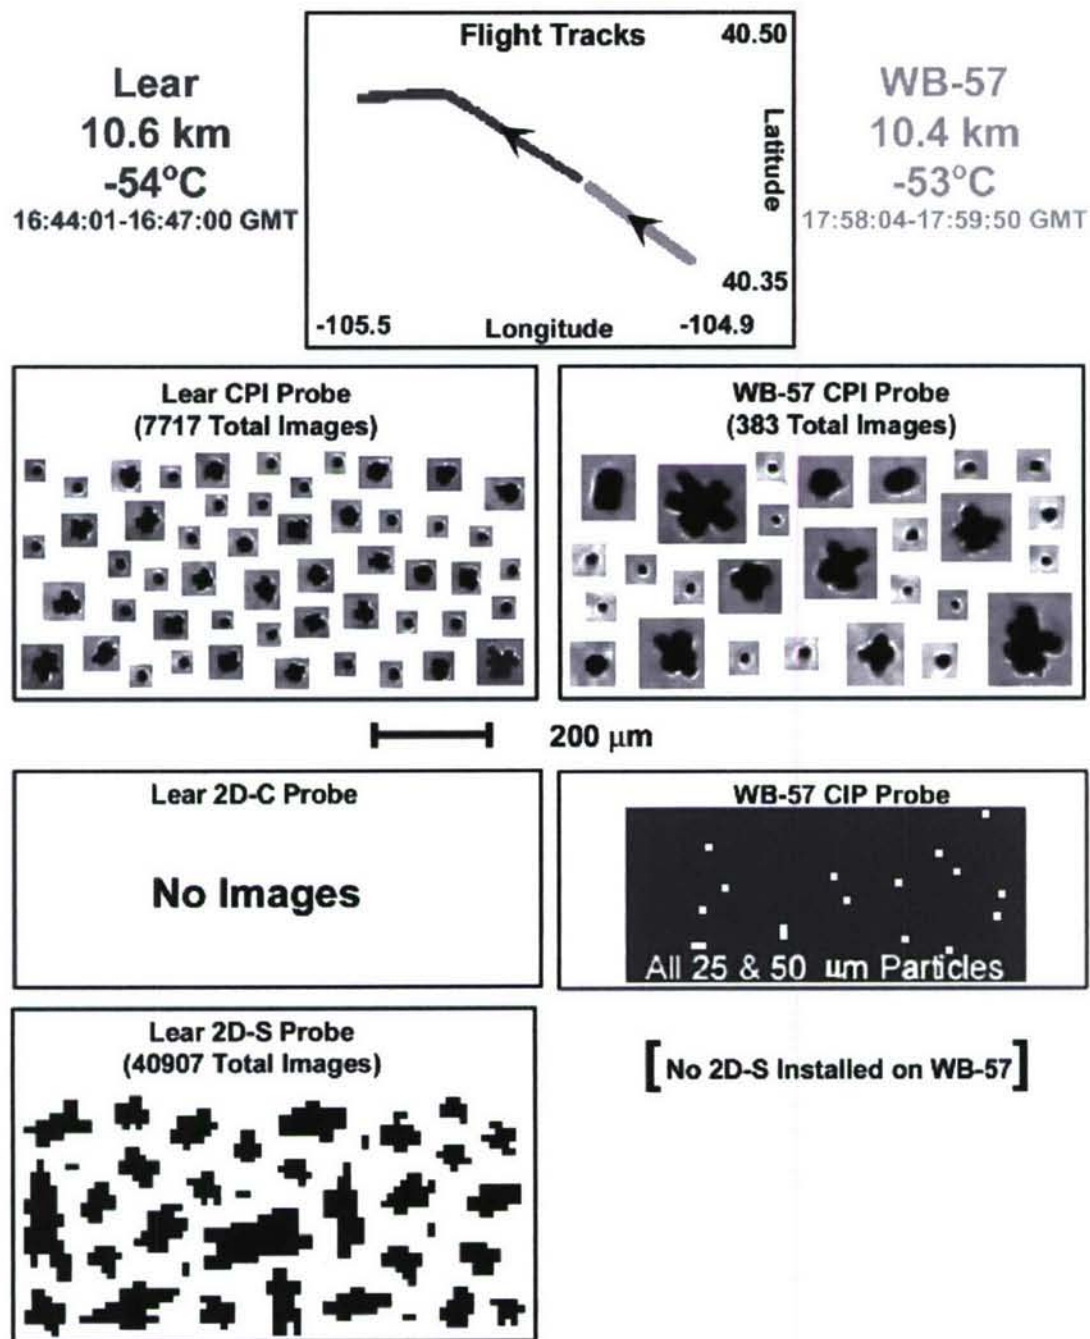 Flight Tracks
40.50
Latitude
40.35
-105.5
Longitude
-104.9
Lear
10.6 km
-54°C
16:44:01-16:47:00 GMT
WB-57
10.4 km
-53°C
17:58:04-17:59:50 GMT
Lear CPI Probe
(7717 Total Images)
WB-57 CPI Probe
(383 Total Images)
200 µm
Lear 2D-C Probe
No Images
WB-57 CIP Probe
All 25 & 50 µm Particles
Lear 2D-S Probe
(40907 Total Images)
[No 2D-S Installed on WB-57]